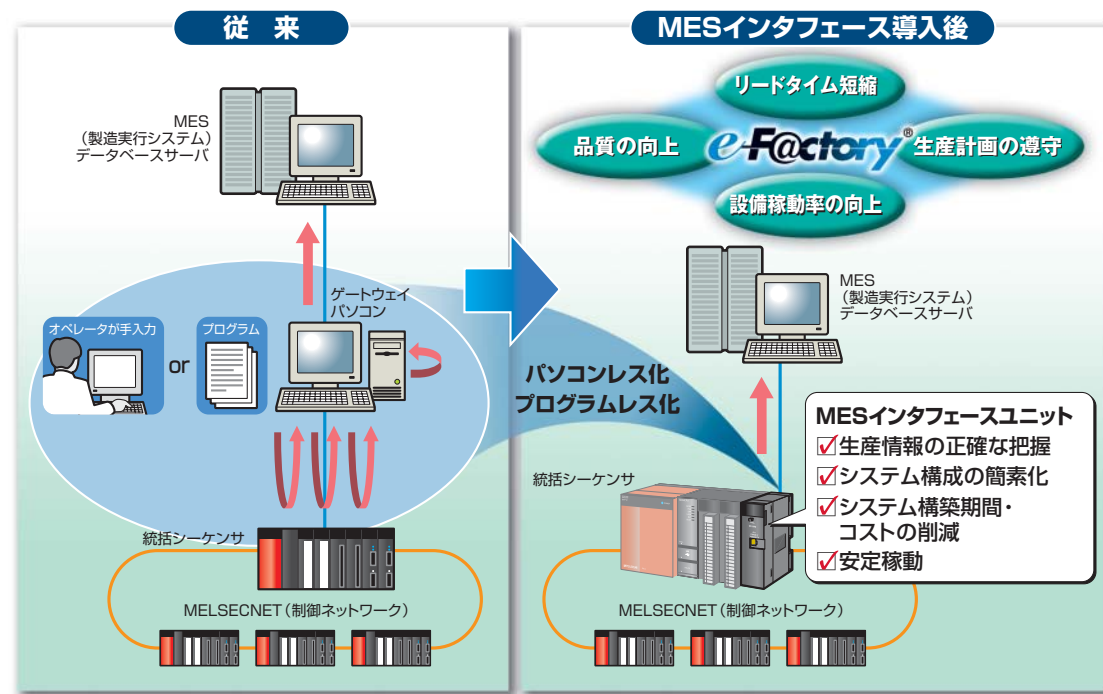 従 来
MES
（製造実行システム）
データベースサーバ
ゲートウェイ
パソコン
オペレータが手入力
or
プログラム
統括シーケンサ
MELSECNET（制御ネットワーク）
パソコンレス化
プログラムレス化
MESインタフェース導入後
リードタイム短縮
品質の向上
e-F@ctory®
生産計画の遵守
設備稼動率の向上
MES
（製造実行システム）
データベースサーバ
統括シーケンサ
MESインタフェースユニット
生産情報の正確な把握
システム構成の簡素化
システム構築期間・
コストの削減
安定稼動
MELSECNET（制御ネットワーク）